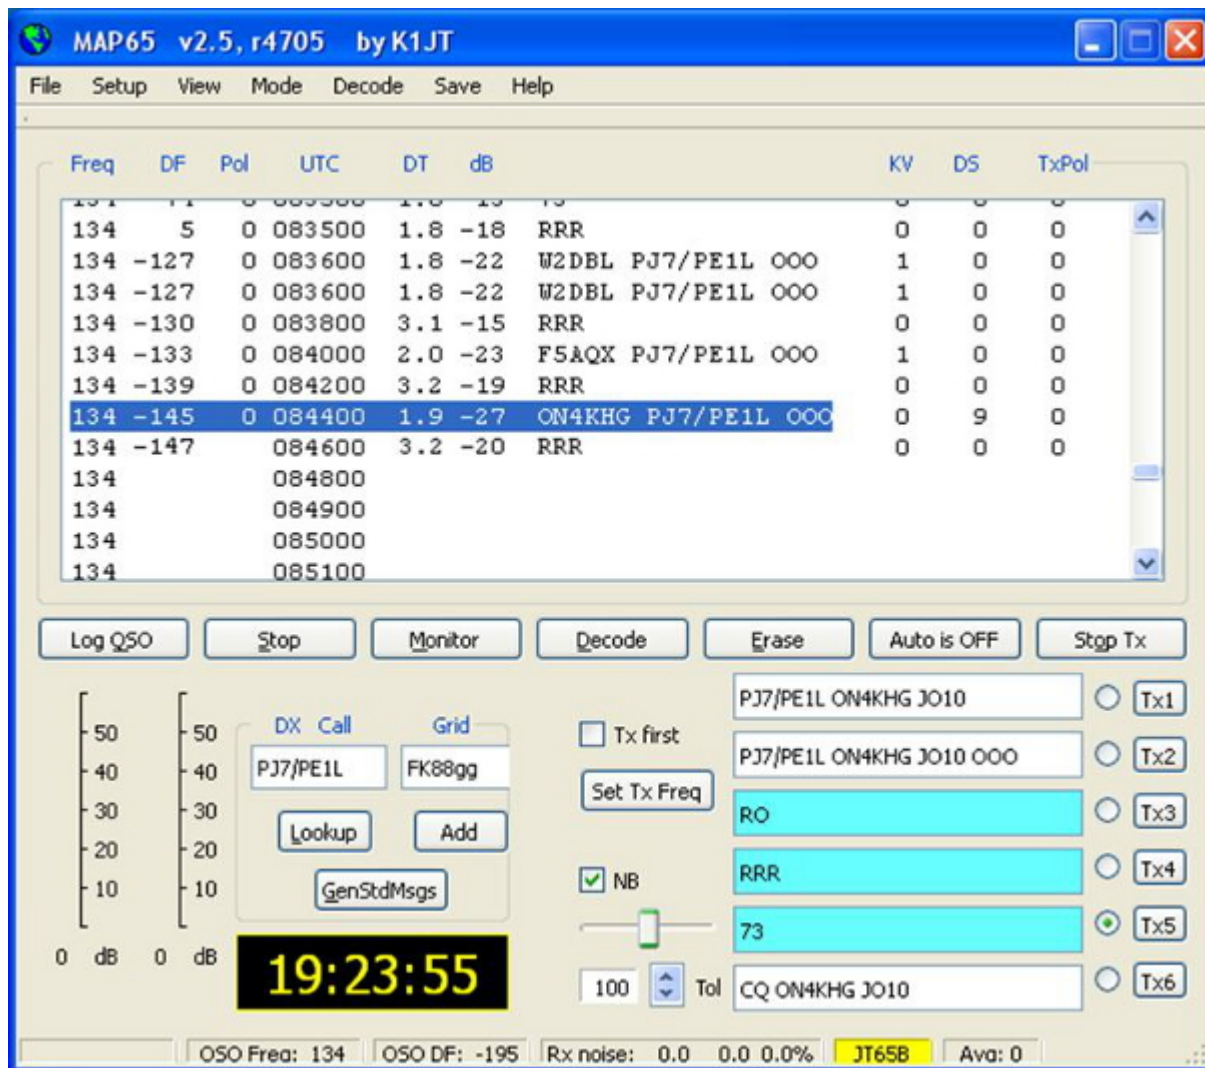 MAP65 v2.5, r4705 by K1JT
File Setup View Mode Decode Save Help
Freq DF Pol UTC DT dB KV DS TxPol
134 5 0 083500 1.8 -18 RRR 0 0 0
134 -127 0 083600 1.8 -22 W2DBL PJ7/PE1L OOO 1 0 0
134 -127 0 083600 1.8 -22 W2DBL PJ7/PE1L OOO 1 0 0
134 -130 0 083800 3.1 -15 RRR 0 0 0
134 -133 0 084000 2.0 -23 F5AQX PJ7/PE1L OOO 1 0 0
134 -139 0 084200 3.2 -19 RRR 0 0 0
134 -145 0 084400 1.9 -27 ON4KHG PJ7/PE1L OOO 0 9 0
134 -147 084600 3.2 -20 RRR 0 0 0
134 084800
134 084900
134 085000
134 085100
Log QSO Stop Monitor Decode Erase Auto is OFF Stop Tx
50 50
40 40
30 30
20 20
10 10
0 dB 0 dB
DX Call Grid
PJ7/PE1L FK88gg
Lookup Add
GenStdMsgs
19:23:55
Tx first
Set Tx Freq
NB
100 Tol
PJ7/PE1L ON4KHG JO10 Tx1
PJ7/PE1L ON4KHG JO10 OOO Tx2
RO Tx3
RRR Tx4
73 Tx5
CQ ON4KHG JO10 Tx6
QSO Freq: 134 QSO DF: -195 Rx noise: 0.0 0.0 0.0% JT65B Avg: 0